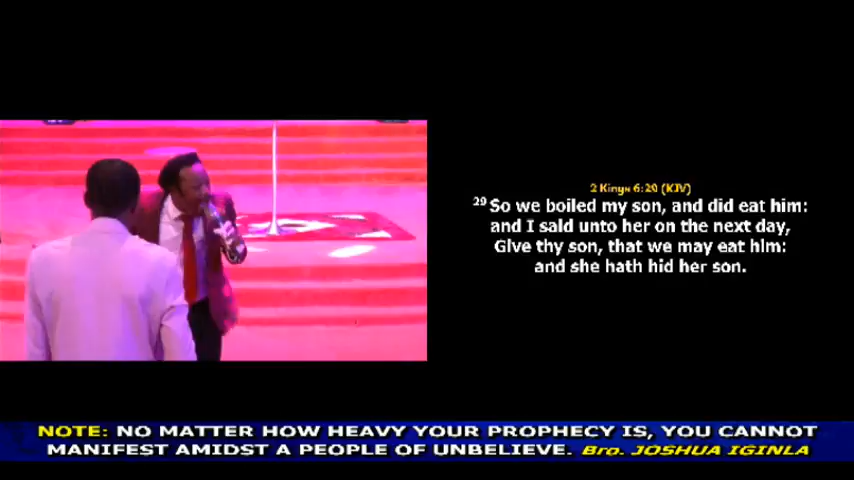 2 Kings 6:29 (KJV)
29 So we boiled my son, and did eat him:
and I said unto her on the next day,
Give thy son, that we may eat him:
and she hath hid her son.
NOTE: NO MATTER HOW HEAVY YOUR PROPHECY IS, YOU CANNOT
MANIFEST AMIDST A PEOPLE OF UNBELIEVE. Bro. JOSHUA IGINLA